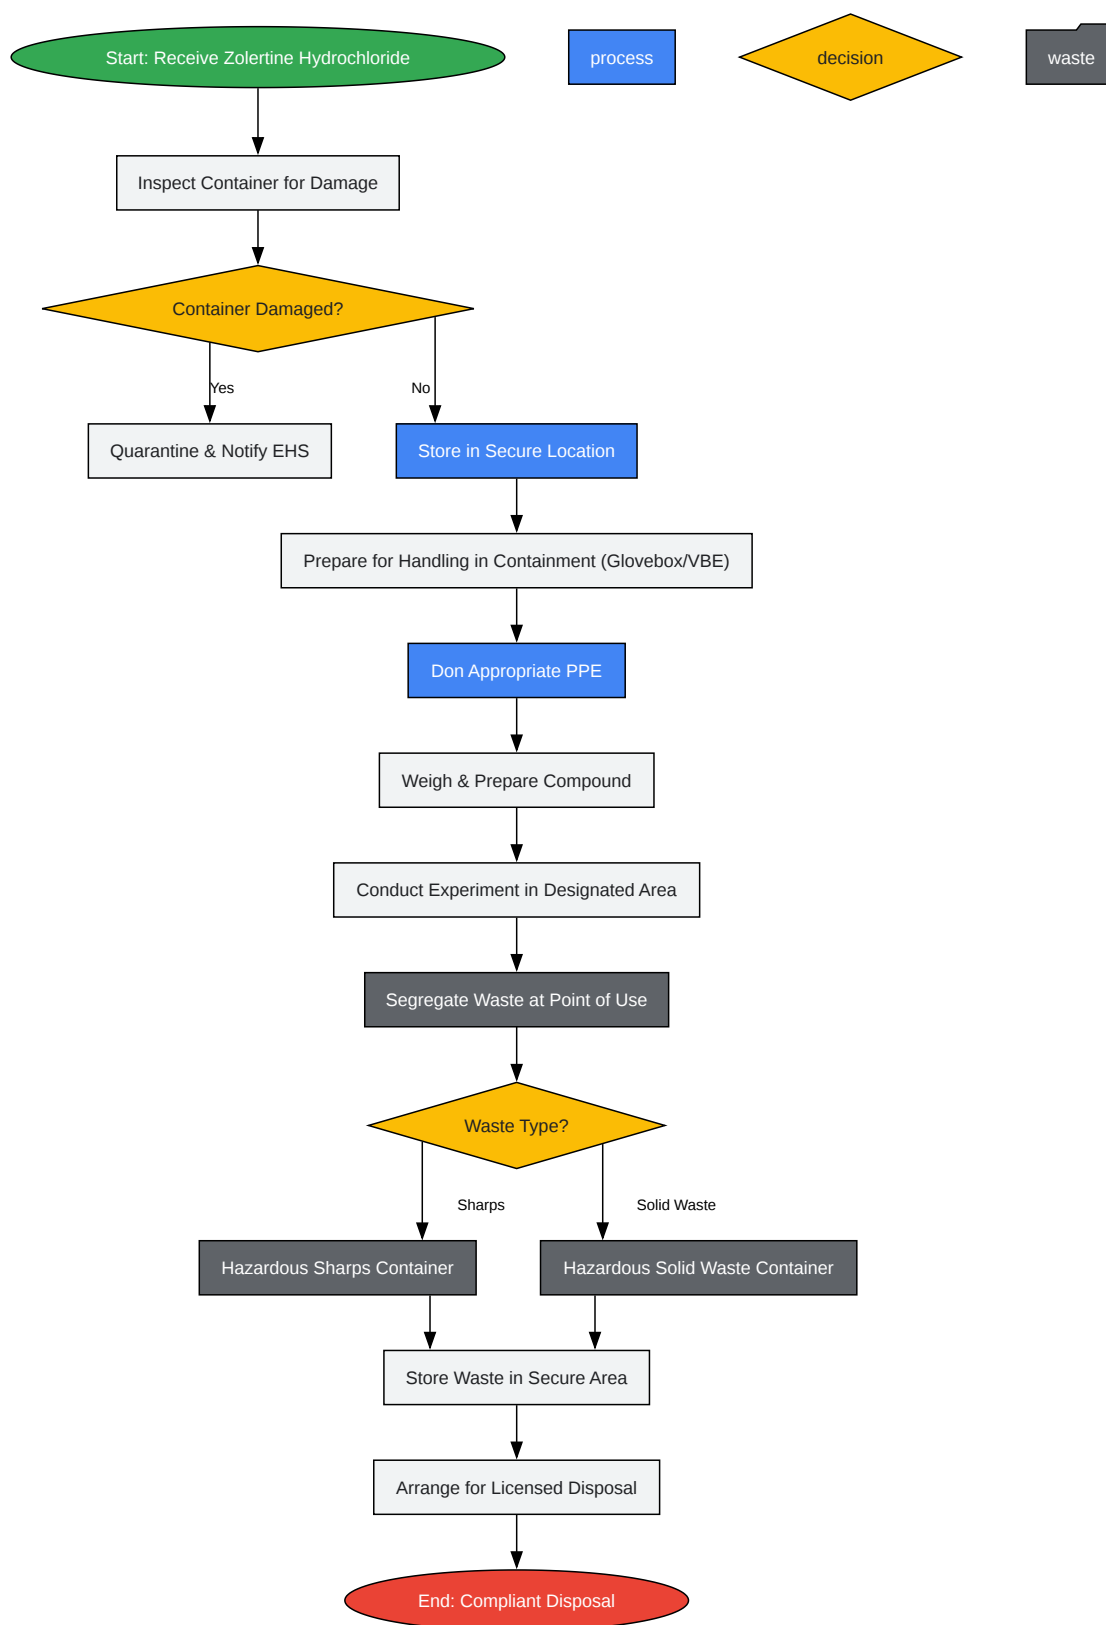 Start: Receive Zolertine Hydrochloride
process
decision
waste
Inspect Container for Damage
Container Damaged?
Yes
No
Quarantine & Notify EHS
Store in Secure Location
Prepare for Handling in Containment (Glovebox/VBE)
Don Appropriate PPE
Weigh & Prepare Compound
Conduct Experiment in Designated Area
Segregate Waste at Point of Use
Waste Type?
Sharps
Solid Waste
Hazardous Sharps Container
Hazardous Solid Waste Container
Store Waste in Secure Area
Arrange for Licensed Disposal
End: Compliant Disposal